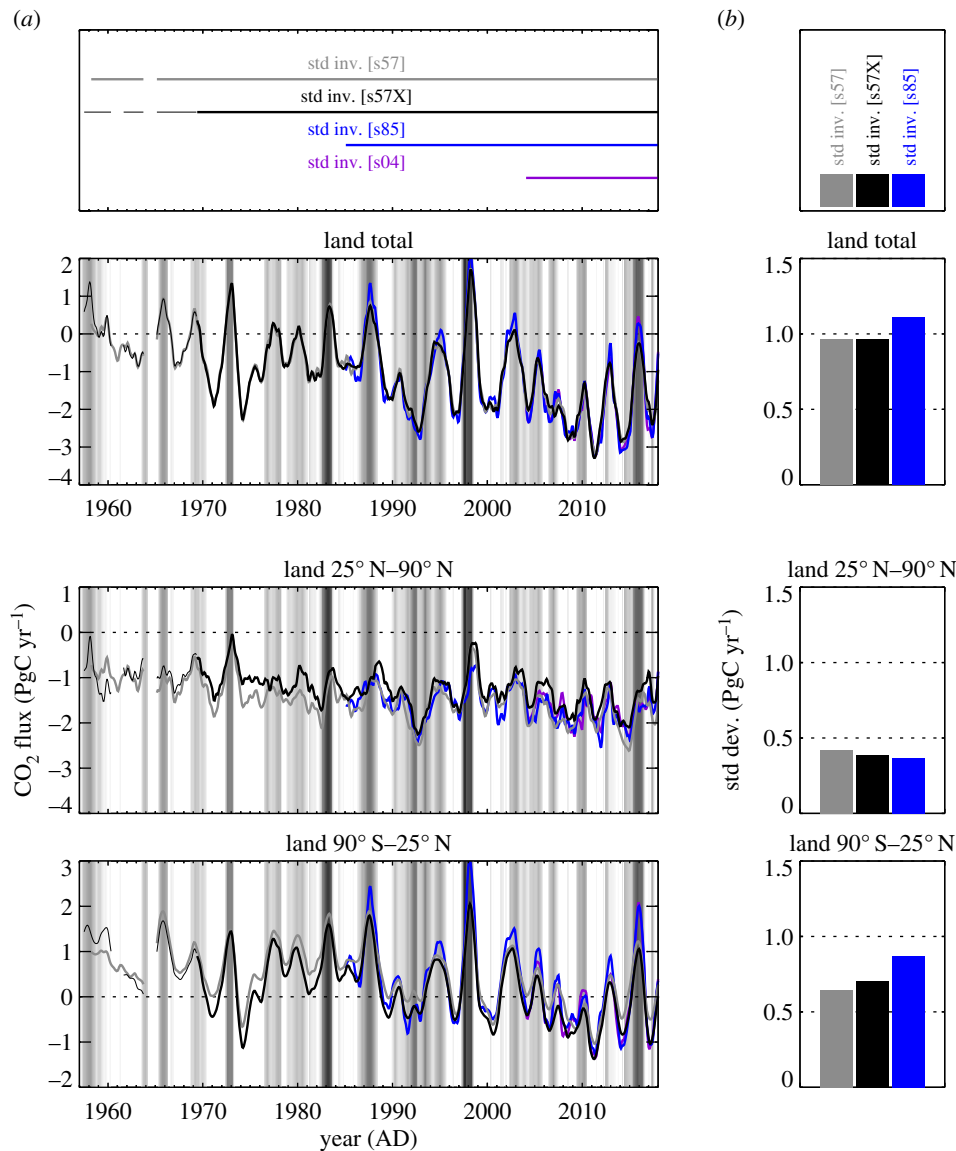 (a) (b)
std inv. [s57]
std inv. [s57X]
std inv. [s85]
std inv. [s04]
std inv. [s57]
std inv. [s57X]
std inv. [s85]
land total
2
1
0
–1
–2
–3
–4
1960 1970 1980 1990 2000 2010
land total
1.5
1.0
0.5
0
CO2 flux (PgC yr−1)
land 25° N–90° N
1
0
–1
–2
–3
–4
std dev. (PgC yr−1)
land 25° N–90° N
1.5
1.0
0.5
0
land 90° S–25° N
3
2
1
0
–1
–2
1960 1970 1980 1990 2000 2010
year (AD)
land 90° S–25° N
1.5
1.0
0.5
0